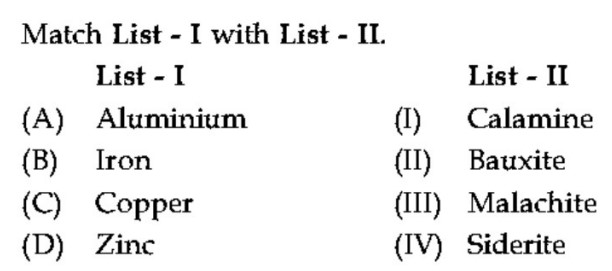 Match List - I with List - II.
List - I List - II
(A) Aluminium (I) Calamine
(B) Iron (II) Bauxite
(C) Copper (III) Malachite
(D) Zinc (IV) Siderite